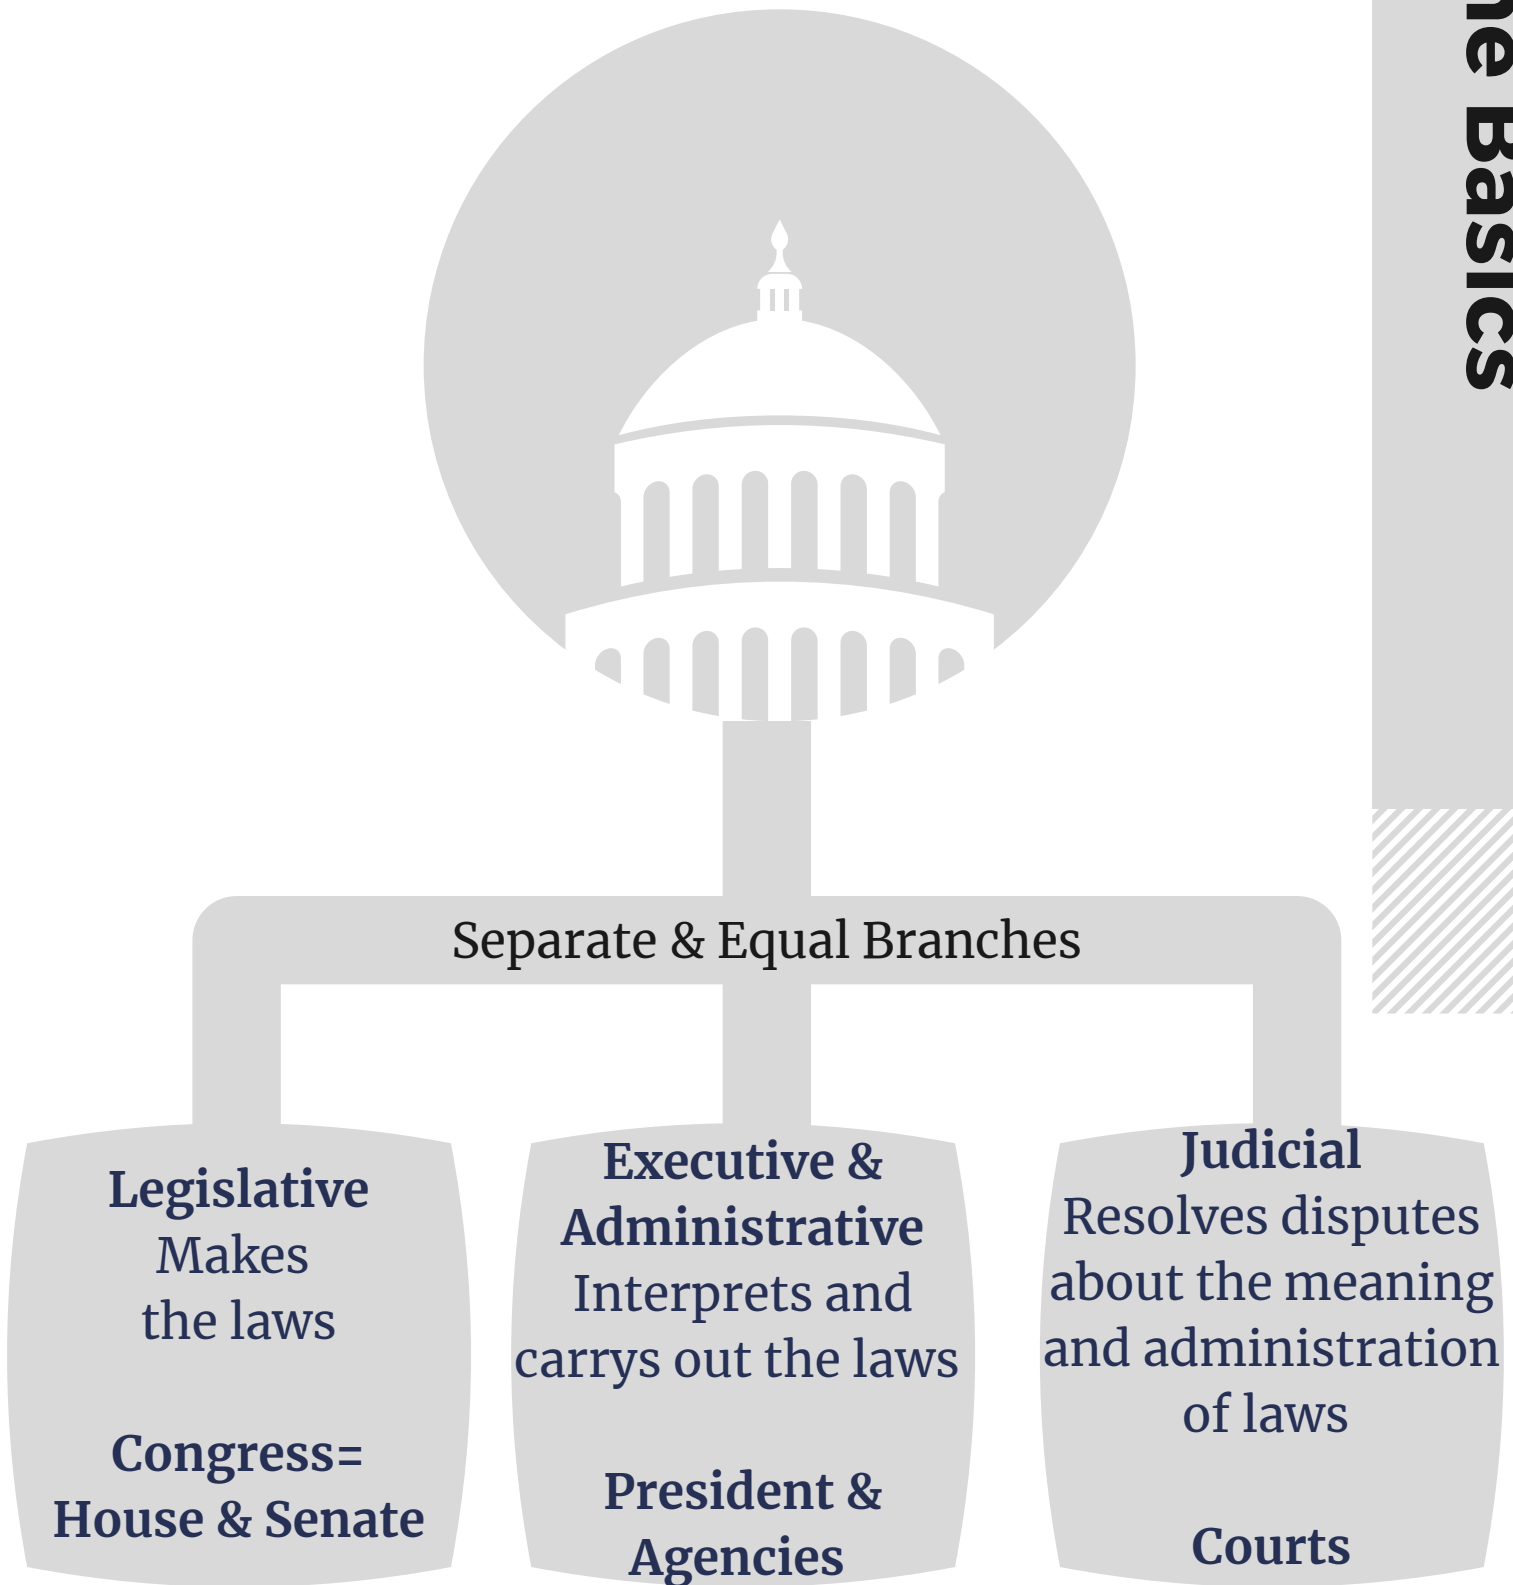 he Basics
Separate & Equal Branches
Legislative
Makes
the laws
Congress=
House & Senate
Executive &
Administrative
Interprets and
carrys out the laws
President &
Agencies
Judicial
Resolves disputes
about the meaning
and administration
of laws
Courts